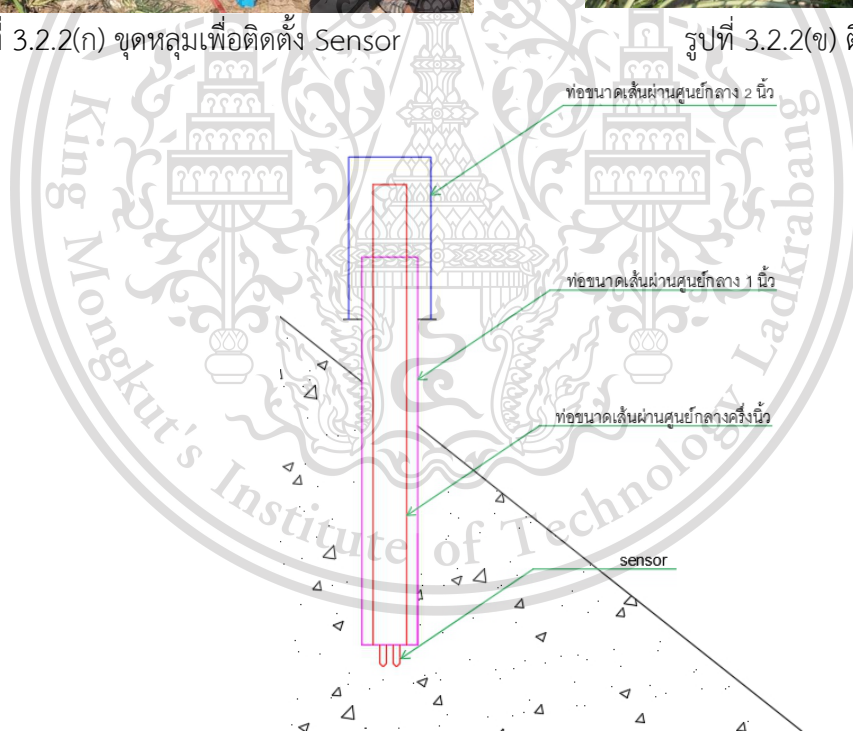 3.2.2(ก) ขุดหลุมเพื่อติดตั้ง Sensor
รูปที่ 3.2.2(ข)
ท่อขนาดเส้นผ่านศูนย์กลาง 2 นิ้ว
ท่อขนาดเส้นผ่านศูนย์กลาง 1 นิ้ว
ท่อขนาดเส้นผ่านศูนย์กลางครึ่งนิ้ว
sensor
King Mongkut's Institute of Technology Ladkrabang